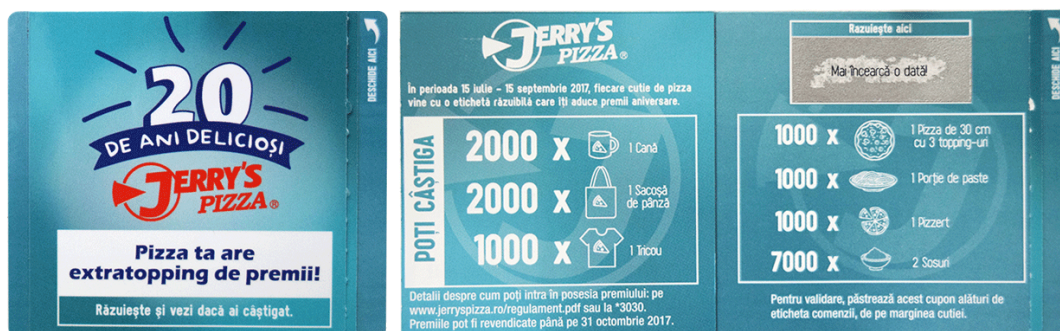 20
DE ANI DELICIOȘI
JERRY'S
PIZZA®
Pizza ta are
extratopping de premii!
Răzuiește și vezi dacă ai câștigat.
DESCHIDE AICI
JERRY'S
PIZZA®
În perioada 15 iulie – 15 septembrie 2017, fiecare cutie de pizza
vine cu o etichetă răzuibilă care îți aduce premii aniversare.
POȚI CÂȘTIGA
2000 x 1 Cană
2000 x 1 Sacoșă
de pânză
1000 x 1 Tricou
Detalii despre cum poți intra în posesia premiului: pe
www.jerryspizza.ro/regulament.pdf sau la *3030.
Premiile pot fi revendicate până pe 31 octombrie 2017.
Razuiește aici
Mai încearcă o dată!
1000 x 1 Pizza de 30 cm
cu 3 topping-uri
1000 x 1 Porție de paste
1000 x 1 Pizzert
7000 x 2 Sosuri
Pentru validare, păstrează acest cupon alături de
eticheta comenzii, de pe marginea cutiei.
DESCHIDE AICI